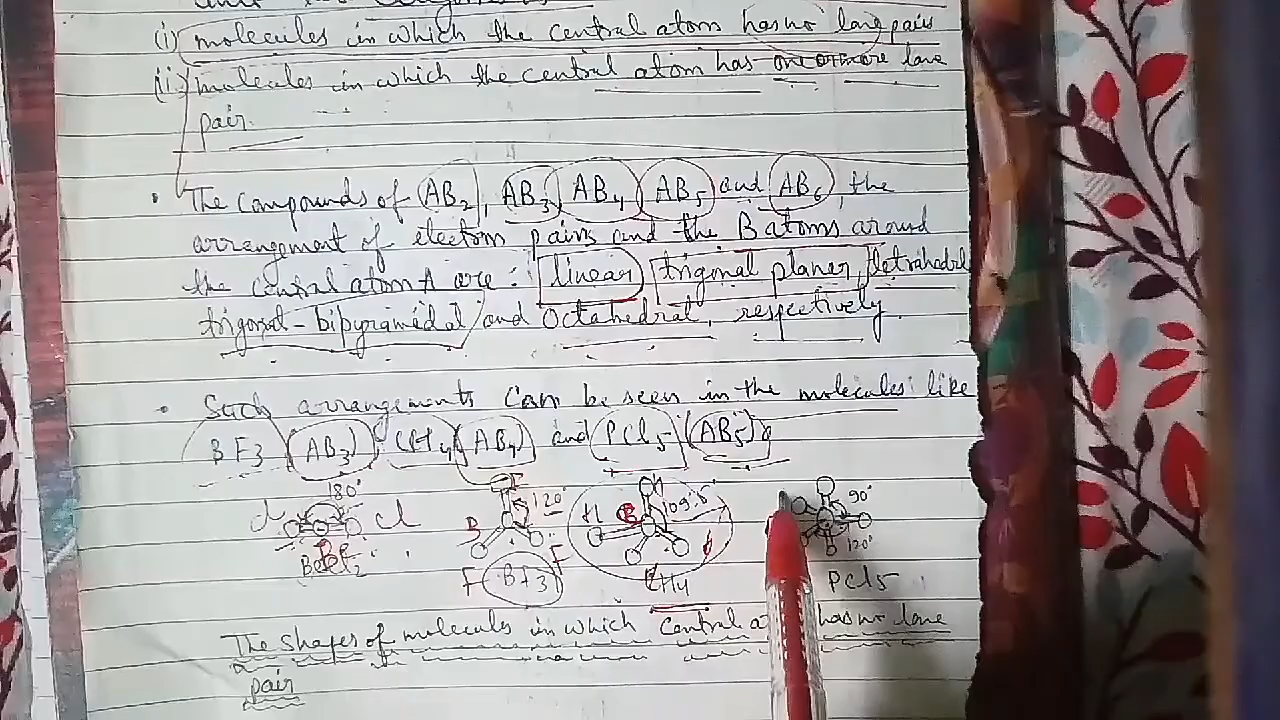 (i) molecules in which the central atom has no long pairs
(ii) molecules in which the central atom has one or more lone
pair.
• The compounds of AB2, AB3, AB4, AB5 and AB6, the
arrangement of electron pairs and the B atoms around
the central atom A are : linear, trigonal planer, tetrahedral
trigonal-bipyramidal, and octahedral, respectively.
• Such arrangements can be seen in the molecules like
BF3 (AB3), CH4 (AB4) and PCl5 (AB5)
180° F 120° H 109.5° 90°
Cl Cl B H B 120°
F F BF3 CH4 PCl5
The shapes of molecules in which central a has no lone
pair